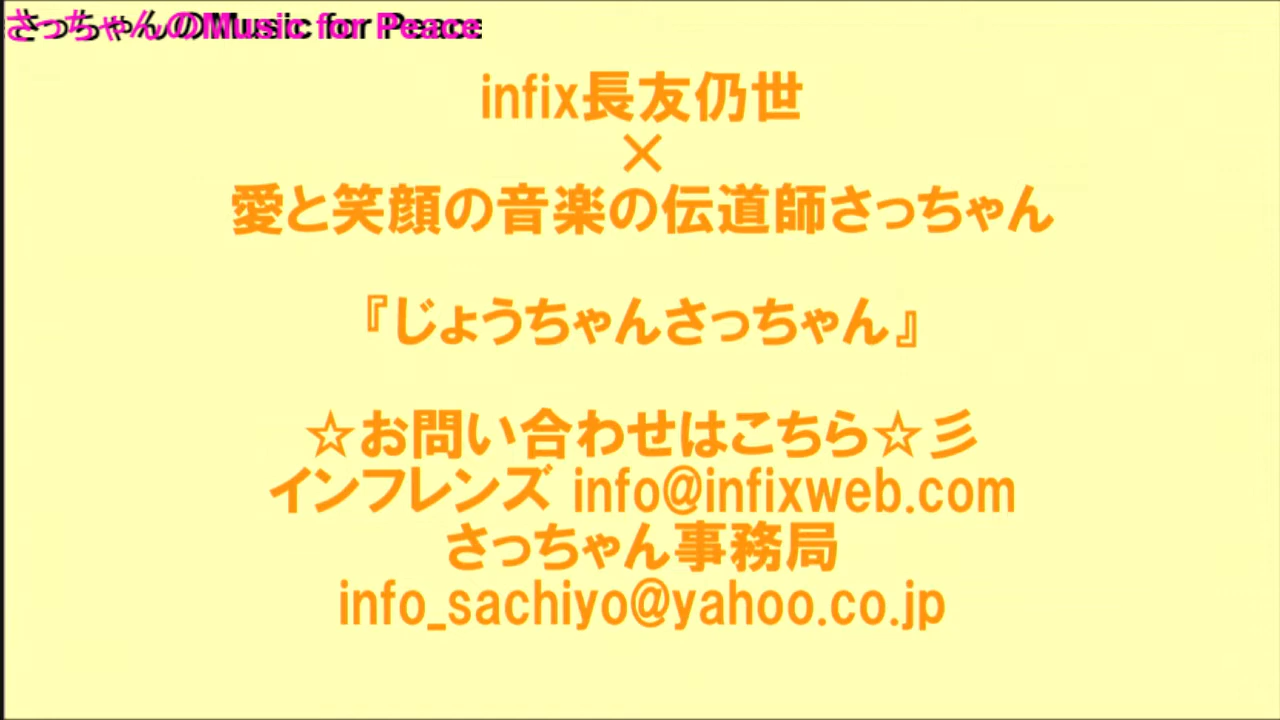 さっちゃんのMusic for Peace
infix長友仍世
×
愛と笑顔の音楽の伝道師さっちゃん
『じょうちゃんさっちゃん』
☆お問い合わせはこちら☆彡
インフレンズ info@infixweb.com
さっちゃん事務局
info_sachiyo@yahoo.co.jp